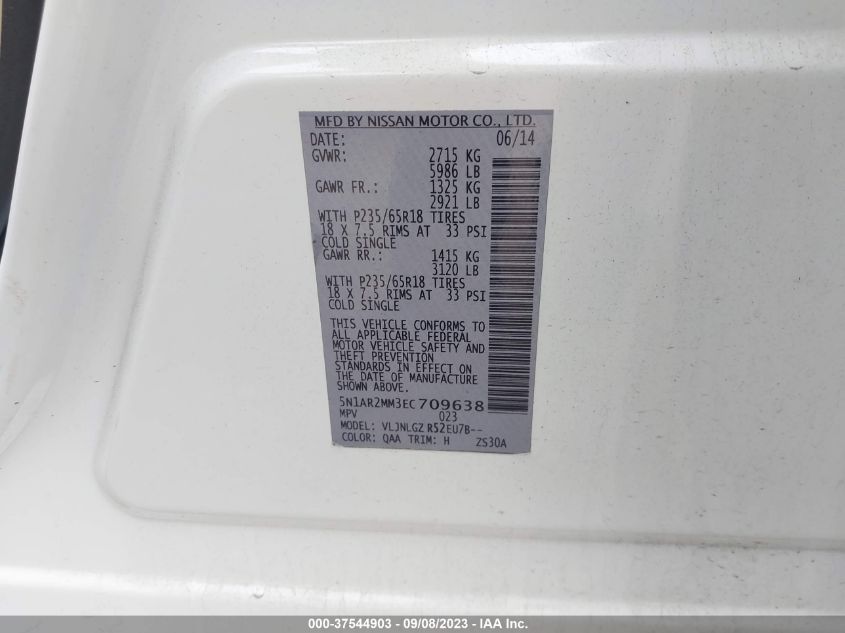 MFD BY NISSAN MOTOR CO., LTD.
DATE: 06/14
GVWR: 2715 KG
5986 LB
GAWR FR.: 1325 KG
2921 LB
WITH P235/65R18 TIRES
18 X 7.5 RIMS AT 33 PSI
COLD SINGLE
GAWR RR.: 1415 KG
3120 LB
WITH P235/65R18 TIRES
18 X 7.5 RIMS AT 33 PSI
COLD SINGLE
THIS VEHICLE CONFORMS TO
ALL APPLICABLE FEDERAL
MOTOR VEHICLE SAFETY AND
THEFT PREVENTION
STANDARDS IN EFFECT ON
THE DATE OF MANUFACTURE
SHOWN ABOVE.
5N1AR2MM3EC709638
MPV 023
MODEL: VLJNLGZ R52EU7B--
COLOR: QAA TRIM: H ZS30A
000-37544903 - 09/08/2023 - IAA Inc.